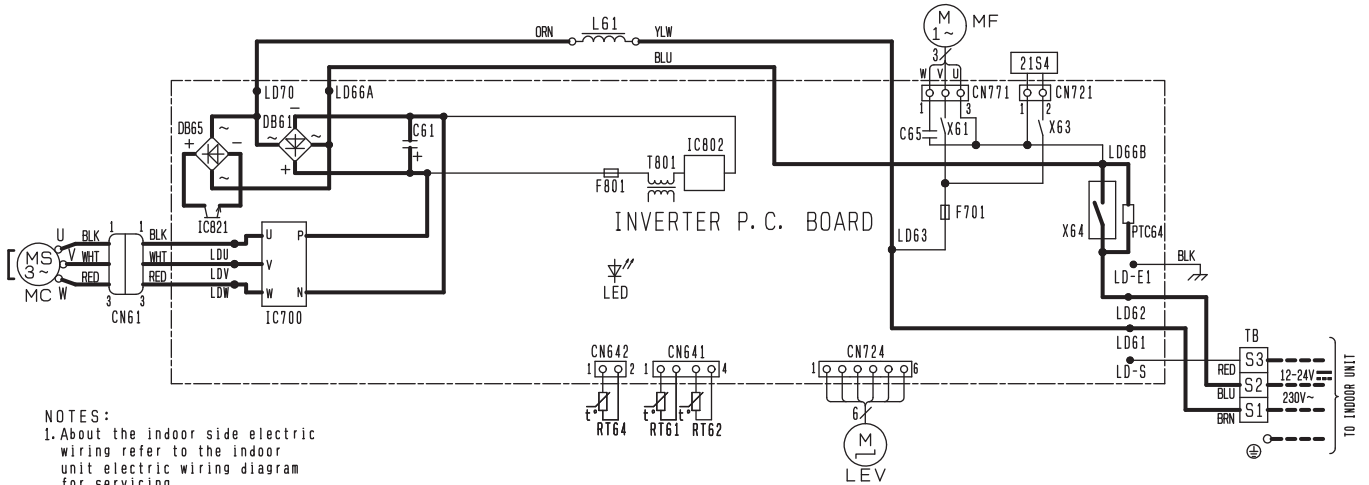 L61
ORN
YLW
BLU
M
1~
MF
3
W V U
21S4
LD70
LD66A
CN771
CN721
1
3
1
2
DB65
~
DB61
−
~
~
+
−
+
~
C61
+
C65
X61
X63
IC802
T801
F801
LD66B
IC821
INVERTER P. C. BOARD
F701
X64
PTC64
LD63
U
BLK
1
1
BLK
LDU
U
P
MS
3~
V
WHT
WHT
LDV
V
RED
RED
LDW
W
N
MC
W
3
3
CN61
IC700
LED
BLK
LD-E1
LD62
LD61
LD-S
TB
S3
RED
12-24V
S2
BLU
230V~
S1
BRN
TO INDOOR UNIT
CN642
1
2
CN641
1
4
CN724
1
6
t°
t°
t°
RT64
RT61
RT62
6
M
LEV
NOTES:
1. About the indoor side electric
wiring refer to the indoor
unit electric wiring diagram
for servicing